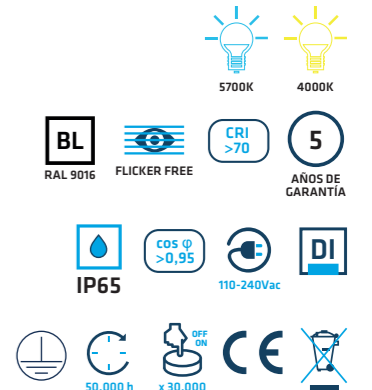 5700K 4000K
BL
RAL 9016
FLICKER FREE
CRI
>70
5
AÑOS DE
GARANTÍA
IP65
cos φ
>0,95
110-240Vac
DI
50.000 h
OFF
ON
x 30.000
CE